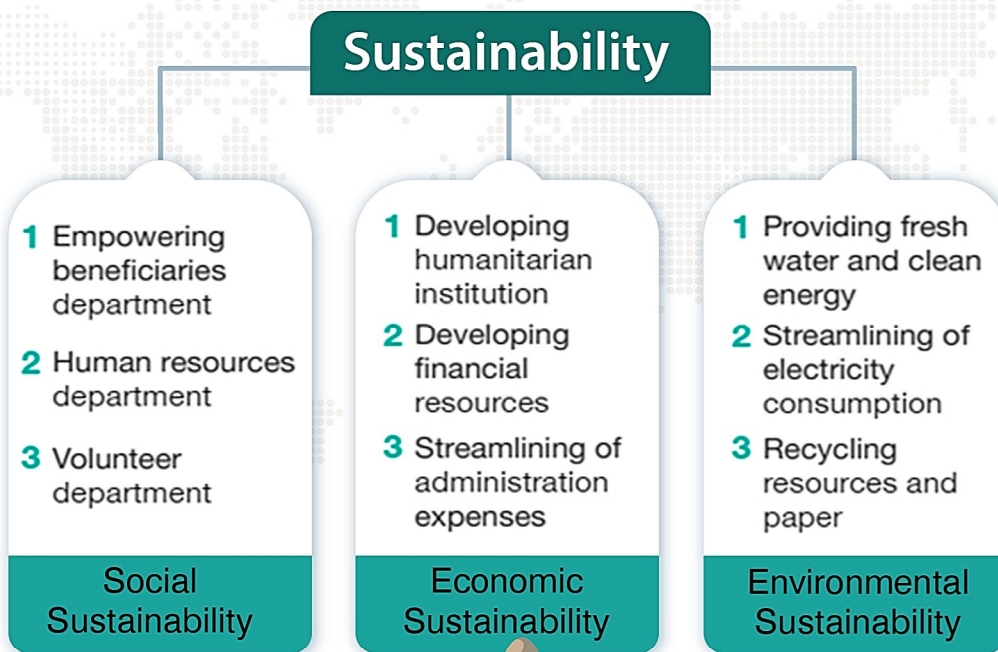 Sustainability
1 Empowering
beneficiaries
department
2 Human resources
department
3 Volunteer
department
Social
Sustainability
1 Developing
humanitarian
institution
2 Developing
financial
resources
3 Streamlining of
administration
expenses
Economic
Sustainability
1 Providing fresh
water and clean
energy
2 Streamlining of
electricity
consumption
3 Recycling
resources and
paper
Environmental
Sustainability